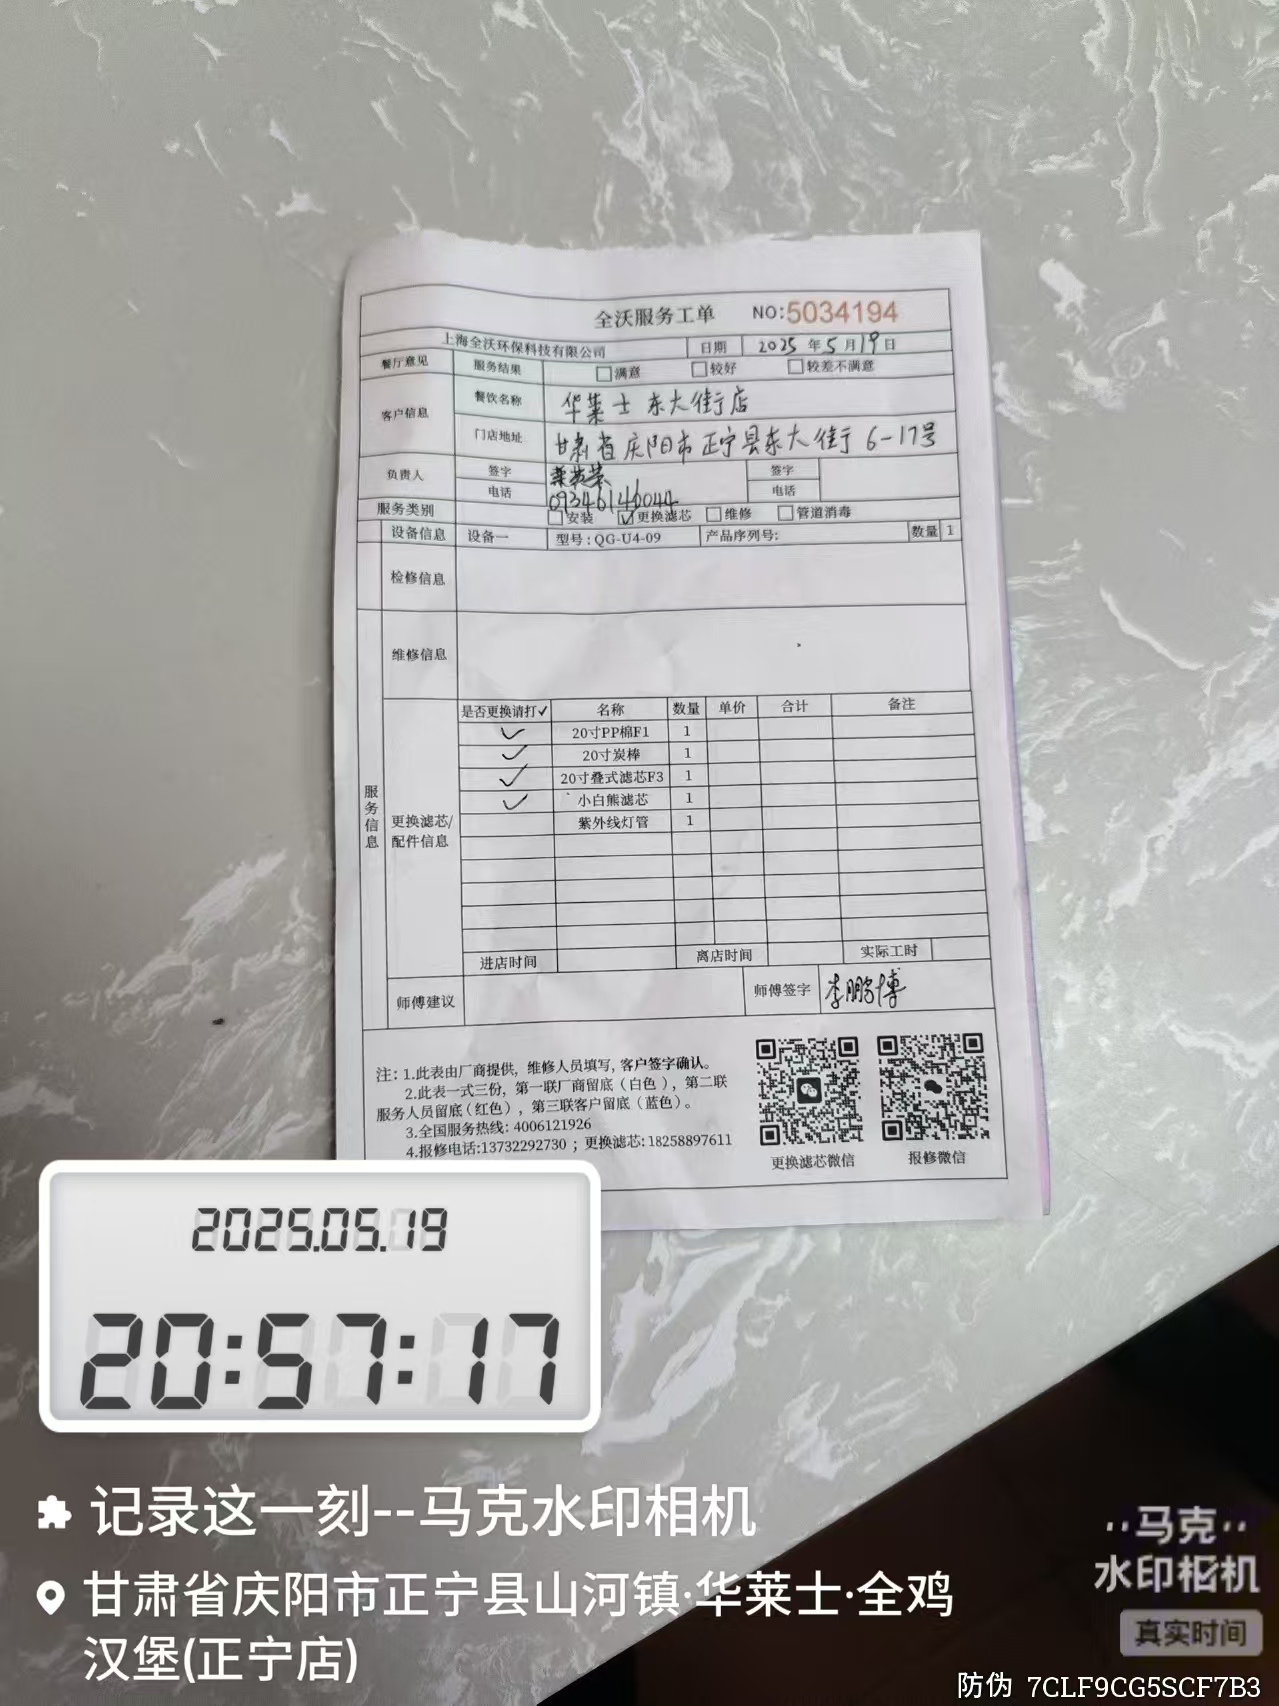 全沃服务工单 NO:5034194
上海全沃环保科技有限公司 日期 2025 年 5 月 19 日
餐厅意见 服务结果 满意 较好 较差不满意
客户信息 餐饮名称 华莱士 东大街店
门店地址 甘肃省庆阳市正宁县东大街 6-17号
负责人 签字 签字
电话 09346146044 电话
服务类别 安装 ✓更换滤芯 维修 管道消毒
设备信息 设备一 型号:QG-U4-09 产品序列号: 数量 1
检修信息
维修信息
服务信息
更换滤芯/配件信息
是否更换请打✓ 名称 数量 单价 合计 备注
✓ 20寸PP棉F1 1
✓ 20寸炭棒 1
✓ 20寸叠式滤芯F3 1
✓ 小白熊滤芯 1
紫外线灯管 1
进店时间 离店时间 实际工时
师傅建议 师傅签字 李鹏博
注: 1.此表由厂商提供, 维修人员填写, 客户签字确认。
2.此表一式三份, 第一联厂商留底(白色), 第二联
服务人员留底(红色), 第三联客户留底(蓝色)。
3.全国服务热线: 4006121926
4.报修电话:13732292730 ; 更换滤芯: 18258897611
更换滤芯微信 报修微信
2025.05.19
20:57:17
记录这一刻--马克水印相机
甘肃省庆阳市正宁县山河镇·华莱士·全鸡
汉堡(正宁店)
马克
水印相机
真实时间
防伪 7CLF9CG5SCF7B3